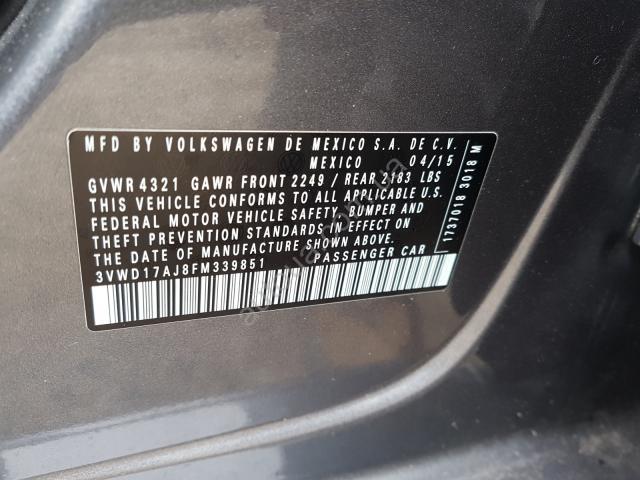 MFD BY VOLKSWAGEN DE MEXICO S.A. DE C.V.
MEXICO 04/15
GVWR 4321 GAWR FRONT 2249 / REAR 2183 LBS
THIS VEHICLE CONFORMS TO ALL APPLICABLE U.S.
FEDERAL MOTOR VEHICLE SAFETY, BUMPER AND
THEFT PREVENTION STANDARDS IN EFFECT ON
THE DATE OF MANUFACTURE SHOWN ABOVE.
3VWD17AJ8FM339851 PASSENGER CAR
1737018 3018 M